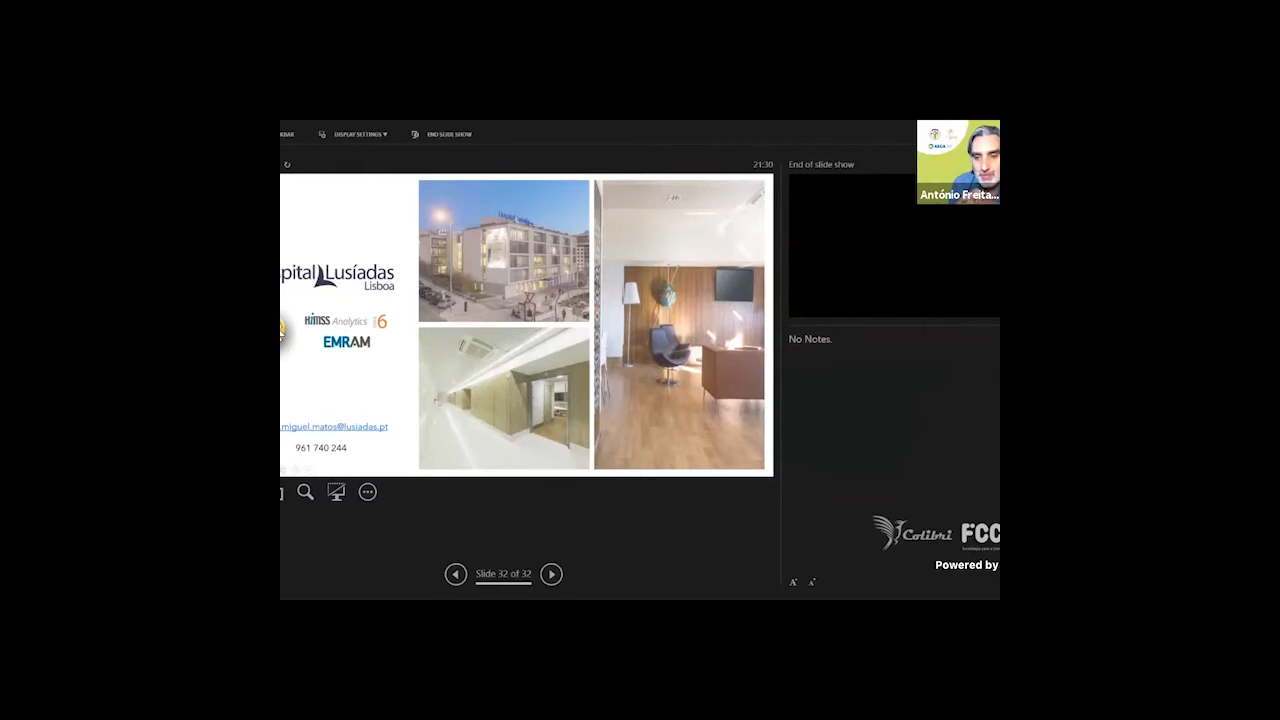 KBAR
DISPLAY SETTINGS
END SLIDE SHOW
21:30
End of slide show
António Freita...
pital Lusíadas
Lisboa
HIMSS Analytics
6
EMRAM
miguel.matos@lusiadas.pt
961 740 244
No Notes.
Colibri FCC
Powered by
Slide 32 of 32
A A